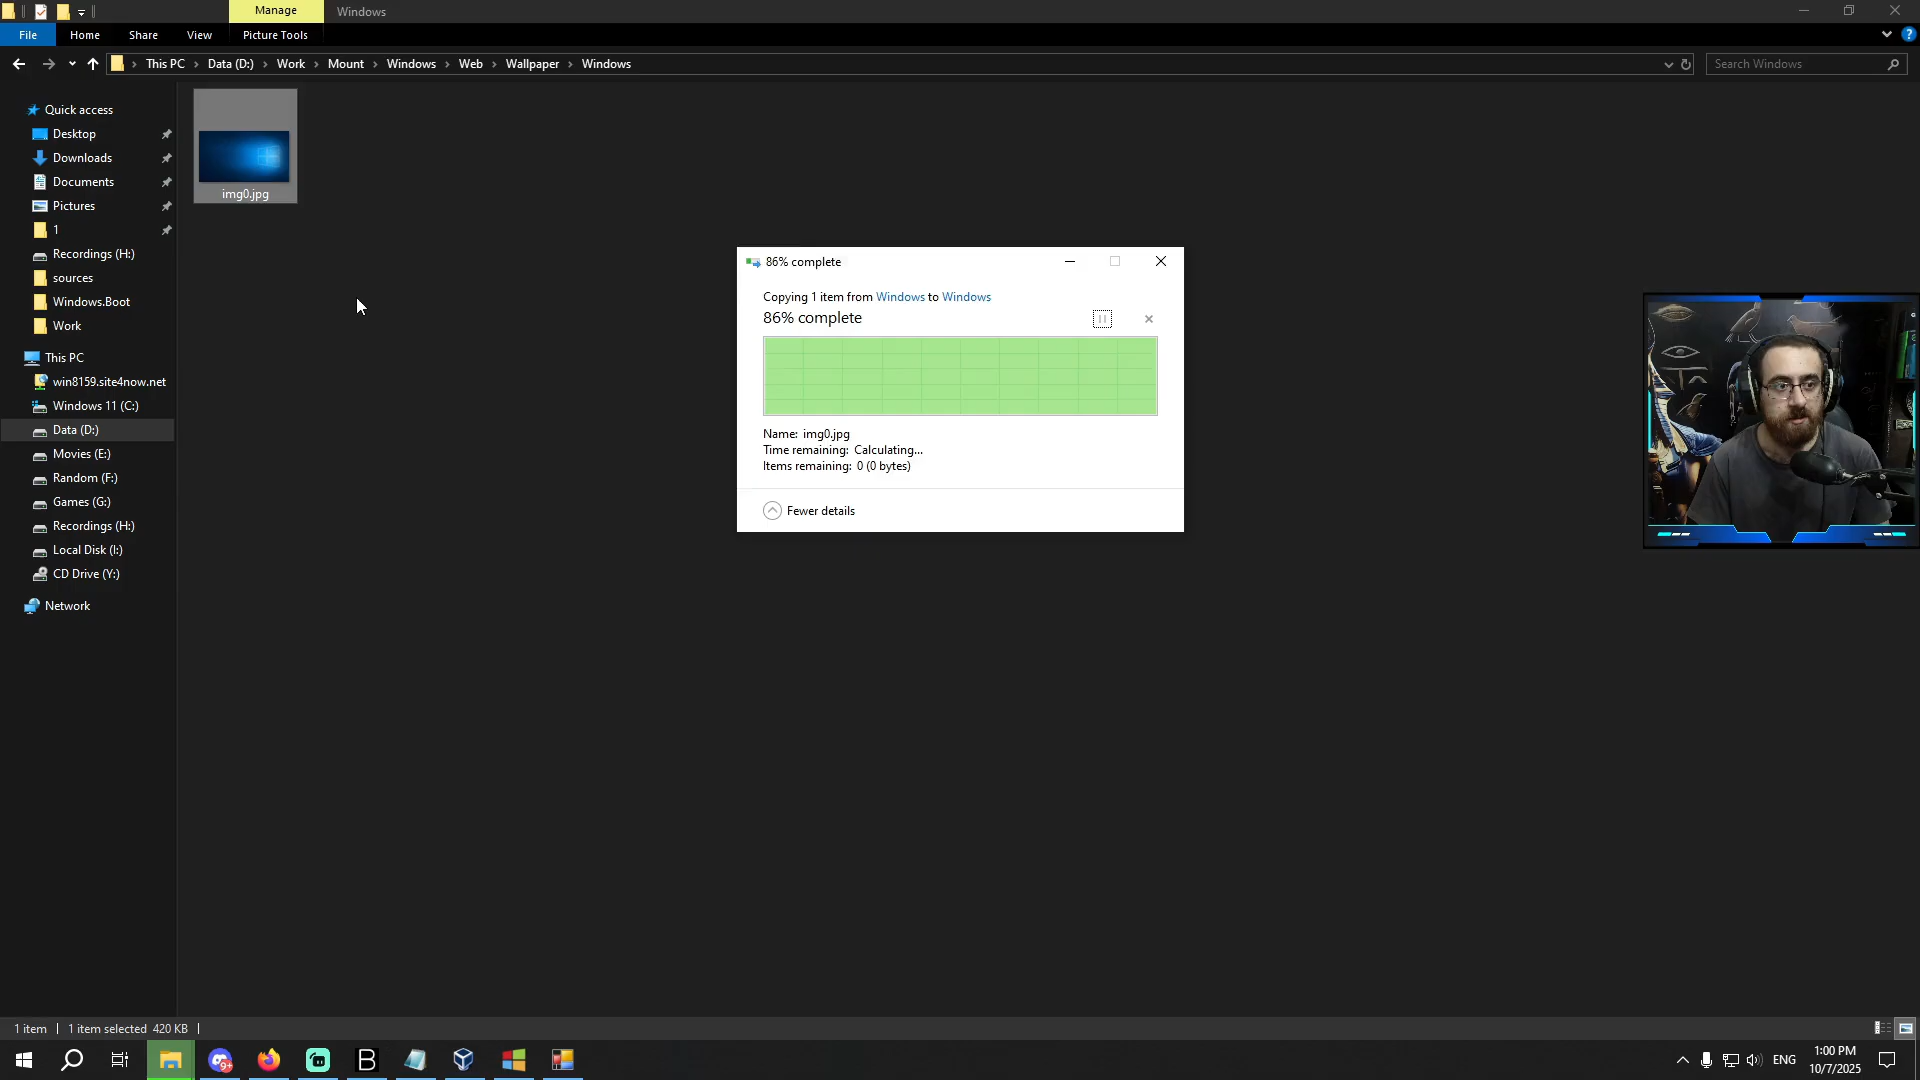 Manage
Windows
File
Home
Share
View
Picture Tools
This PC
Data (D:)
Work
Mount
Windows
Web
Wallpaper
Windows
Search Windows
Quick access
Desktop
Downloads
Documents
Pictures
1
Recordings (H:)
sources
Windows.Boot
Work
This PC
win8159.site4now.net
Windows 11 (C:)
Data (D:)
Movies (E:)
Random (F:)
Games (G:)
Recordings (H:)
Local Disk (I:)
CD Drive (Y:)
Network
img0.jpg
86% complete
Copying 1 item from Windows to Windows
86% complete
Name: img0.jpg
Time remaining: Calculating...
Items remaining: 0 (0 bytes)
Fewer details
1 item
1 item selected 420 KB
9+
B
ENG
1:00 PM
10/7/2025